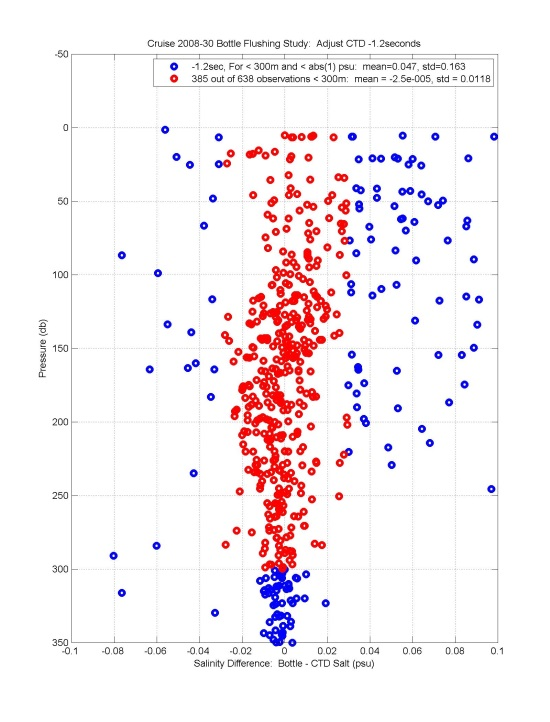 Cruise 2008-30 Bottle Flushing Study: Adjust CTD -1.2seconds
-1.2sec, For < 300m and < abs(1) psu: mean=0.047, std=0.163
385 out of 638 observations < 300m: mean = -2.5e-005, std = 0.0118
-50
0
50
100
150
200
250
300
350
Pressure (db)
-0.1 -0.08 -0.06 -0.04 -0.02 0 0.02 0.04 0.06 0.08 0.1
Salinity Difference: Bottle - CTD Salt (psu)